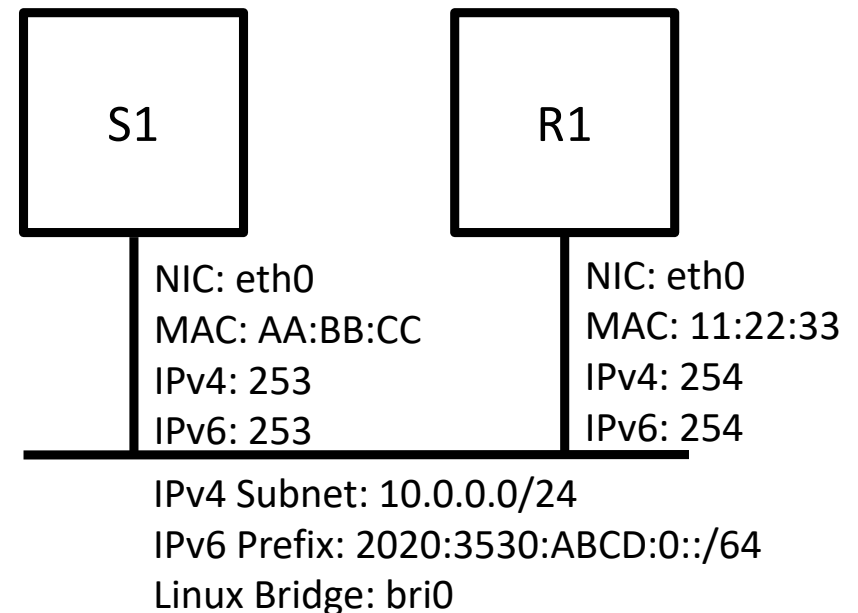 S1
R1
NIC: eth0
MAC: AA:BB:CC
IPv4: 253
IPv6: 253
NIC: eth0
MAC: 11:22:33
IPv4: 254
IPv6: 254
IPv4 Subnet: 10.0.0.0/24
IPv6 Prefix: 2020:3530:ABCD:0::/64
Linux Bridge: bri0